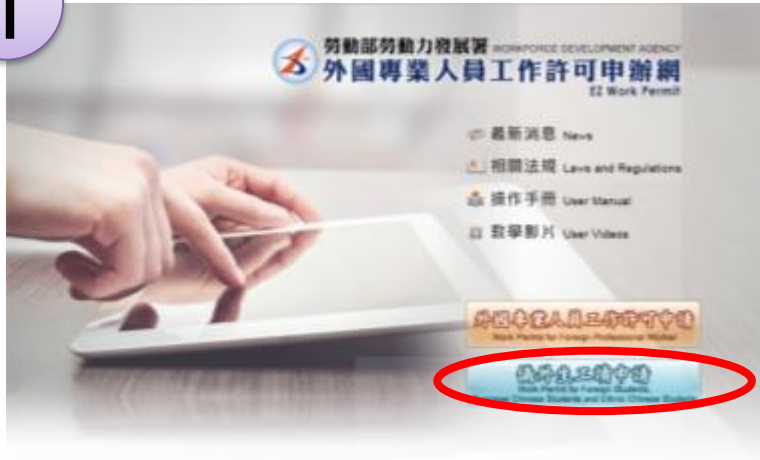 1
勞動部勞動力發展署 WORKFORCE DEVELOPMENT AGENCY
外國專業人員工作許可申辦網
EZ Work Permit
最新消息 News
相關法規 Laws and Regulations
操作手冊 User Manual
教學影片 User Videos
外國專業人員工作許可申請
Work Permit for Foreign Professional Worker
僑外生工讀申請
Work Permit for Foreign Students,
Overseas Chinese Students and Ethnic Chinese Students